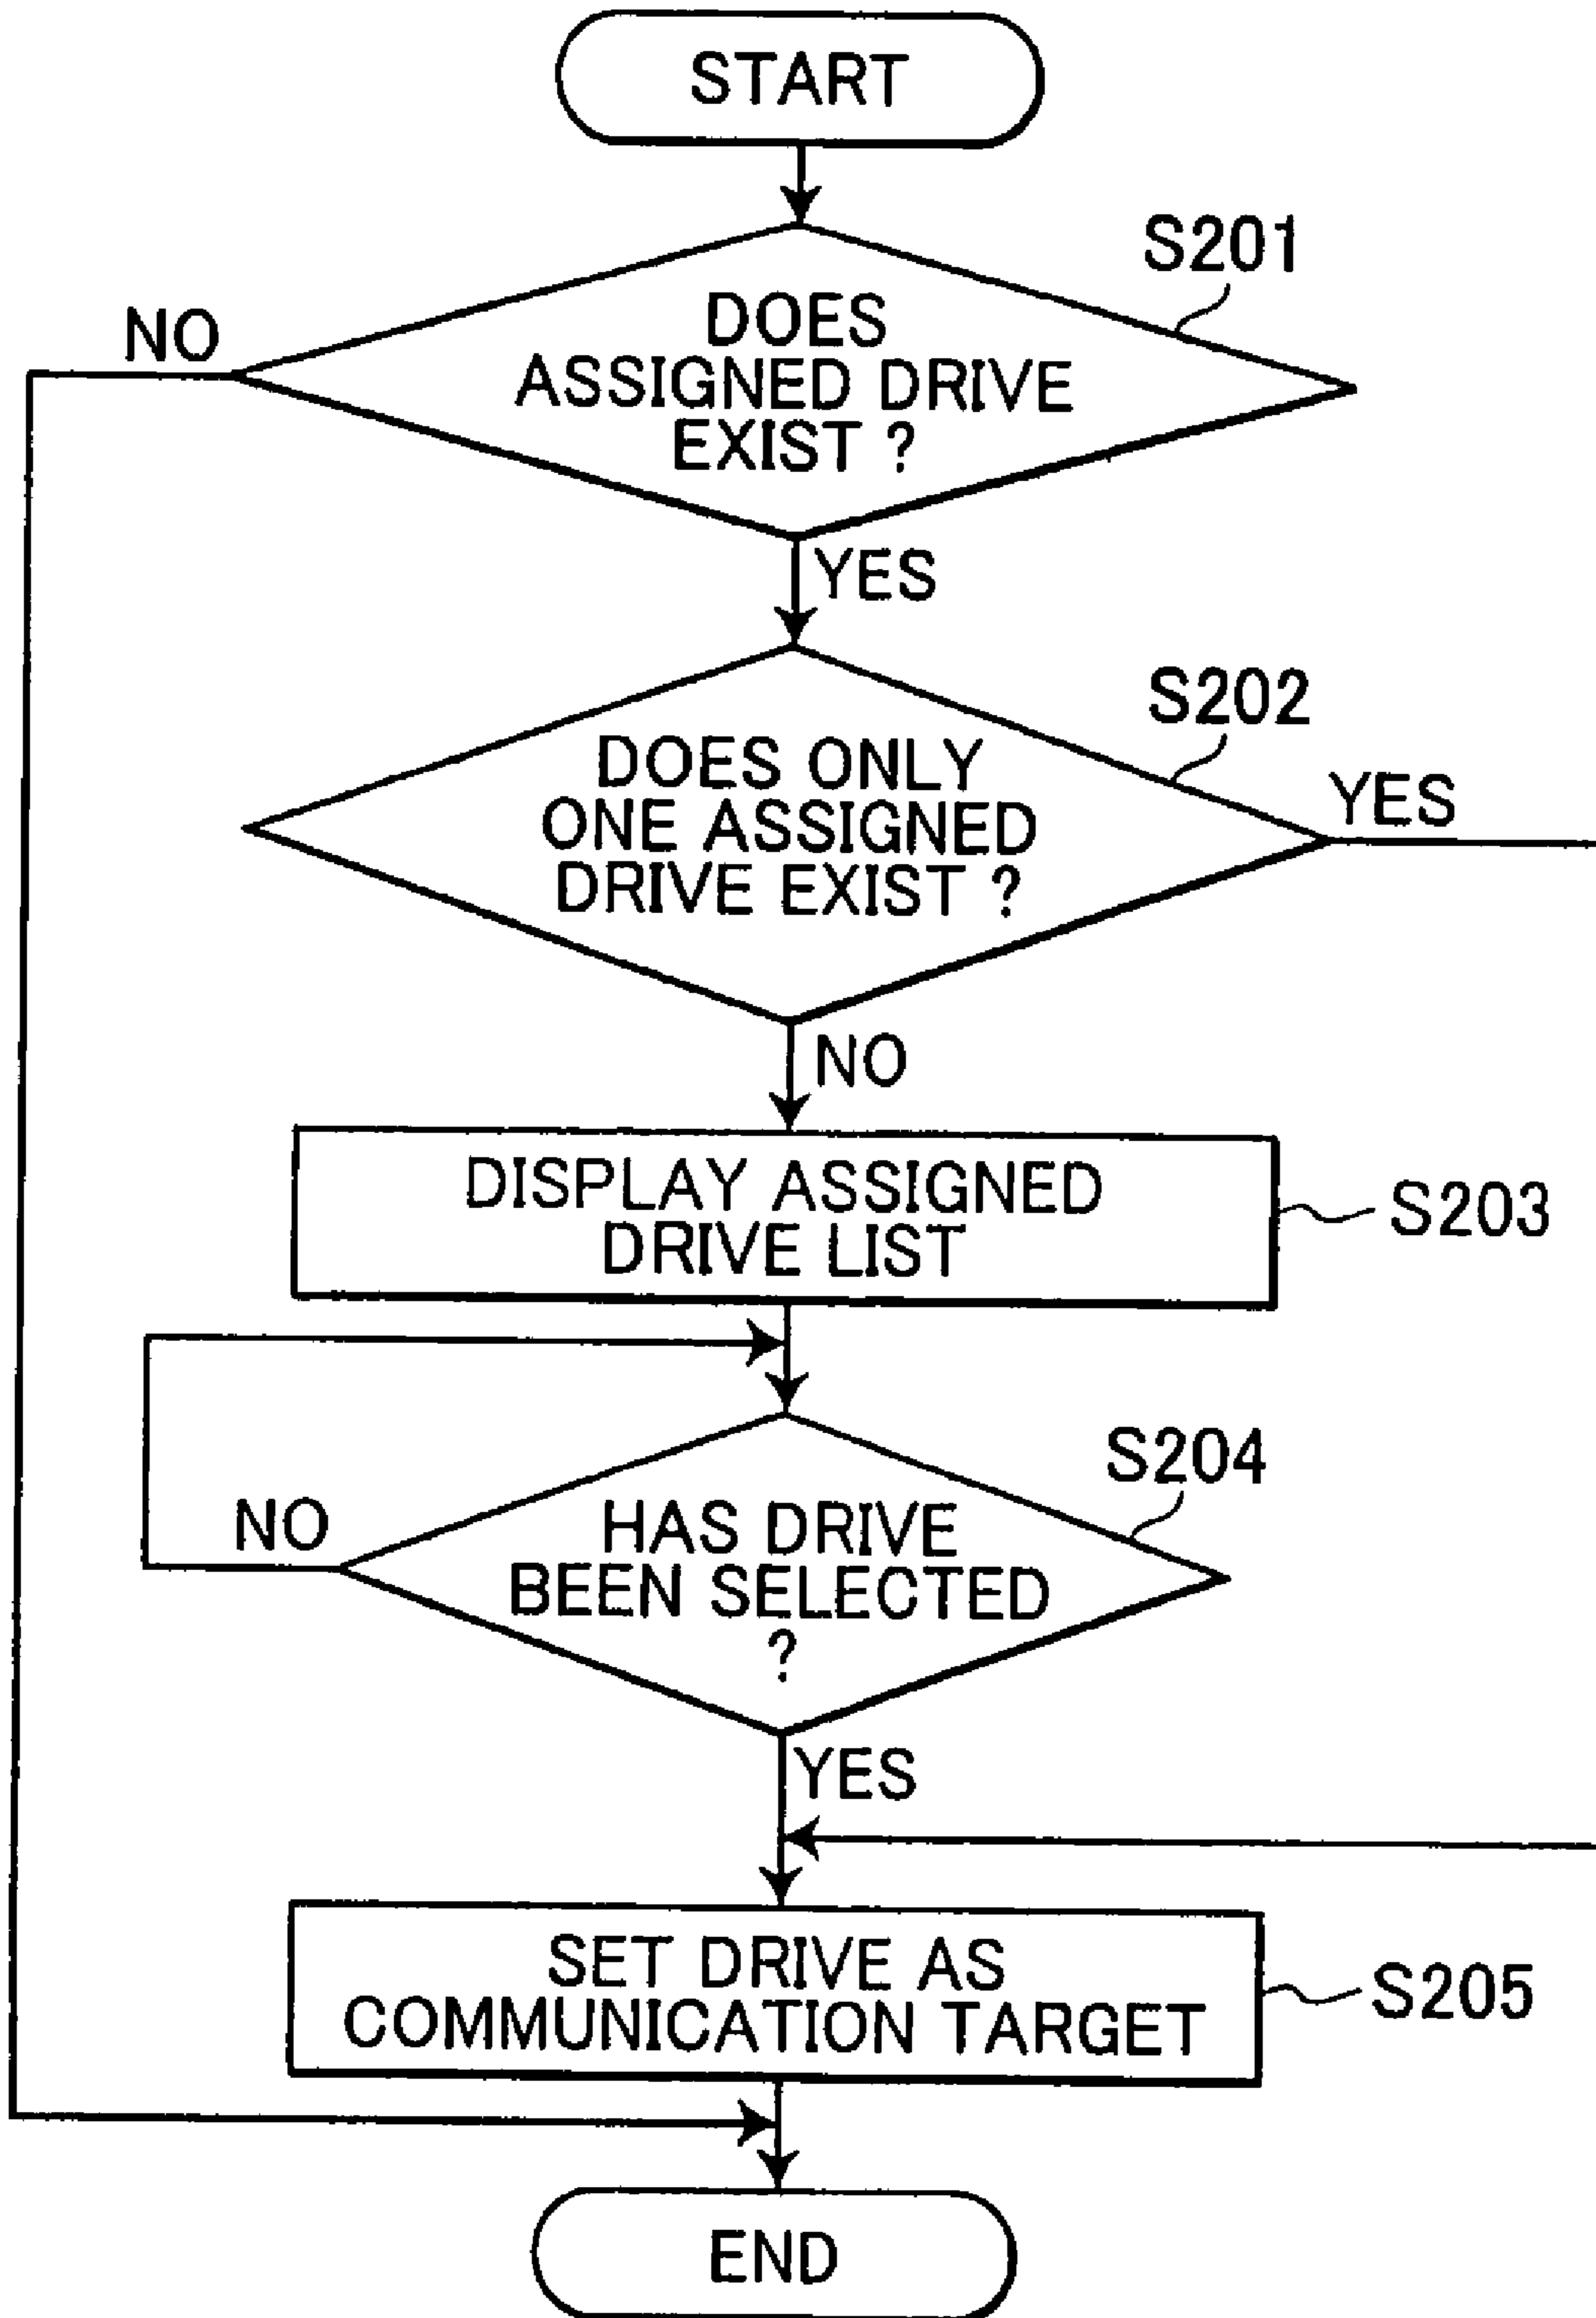 START
S201
NO
DOES
ASSIGNED DRIVE
EXIST ?
YES
S202
DOES ONLY
ONE ASSIGNED
DRIVE EXIST ?
YES
NO
DISPLAY ASSIGNED
DRIVE LIST
S203
S204
NO
HAS DRIVE
BEEN SELECTED
?
YES
SET DRIVE AS
COMMUNICATION TARGET
S205
END